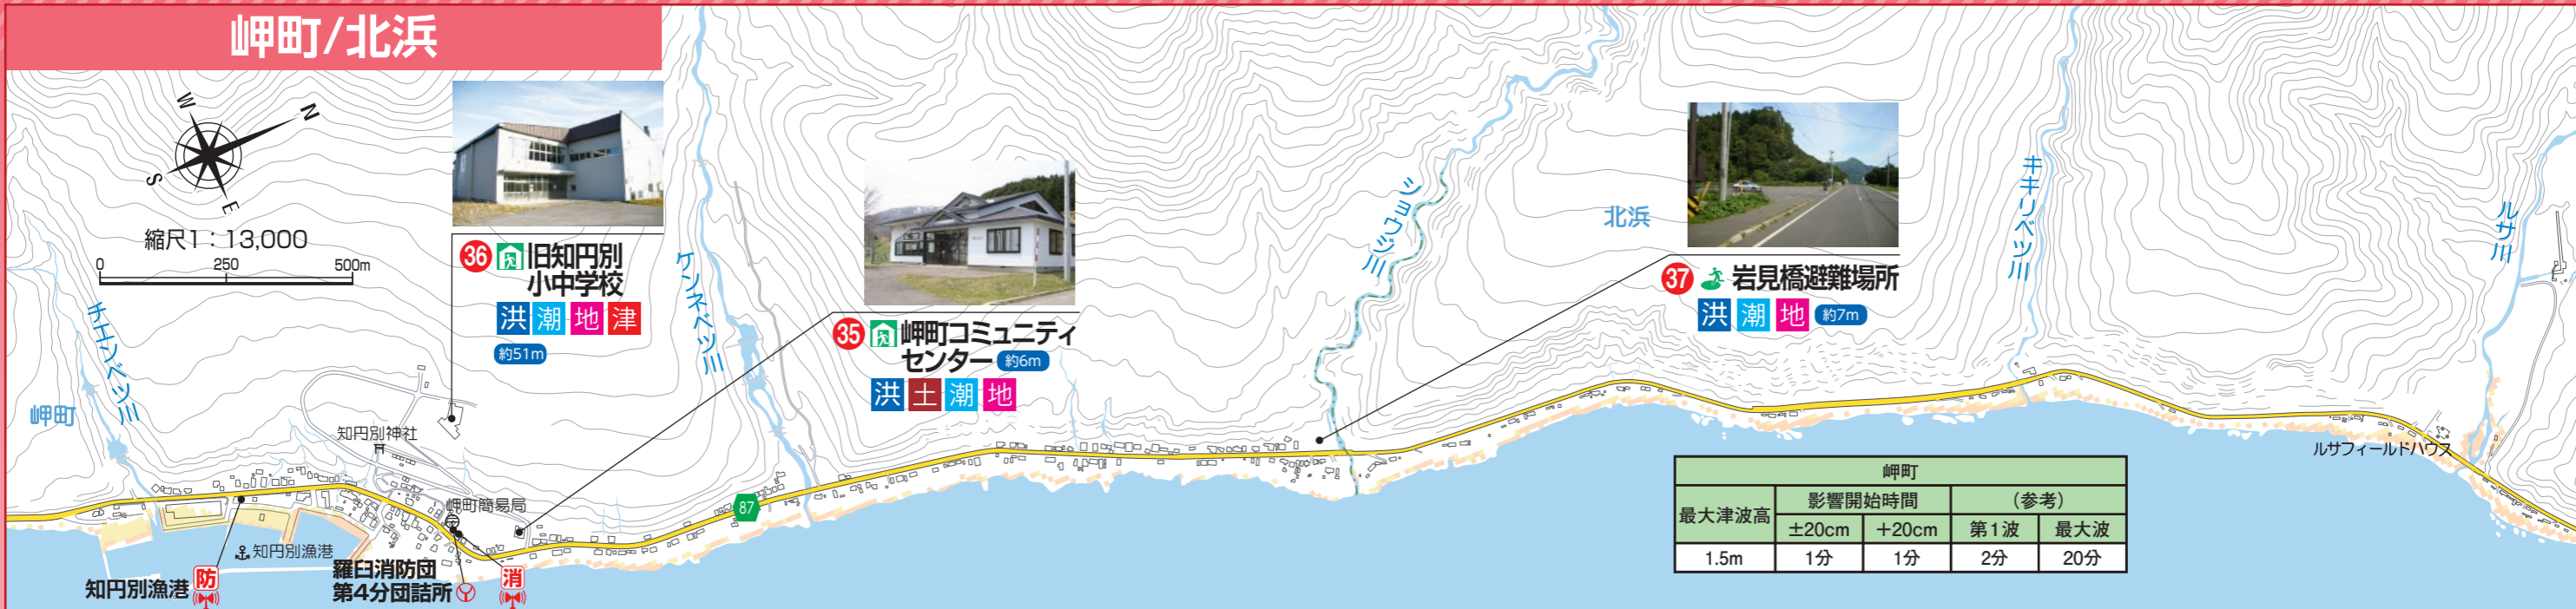 岬町/北浜
W
N
S
E
縮尺1：13,000
0 250 500m
36 旧知円別
小中学校
洪 潮 地 津
約51m
35 岬町コミュニティ
センター 約6m
洪 土 潮 地
37 岩見橋避難場所
洪 潮 地 約7m
チエンベツ川
ケンネベツ川
ショウジ川
北浜
キキリベツ川
ルサ川
岬町
知円別神社
岬町簡易局
87
知円別漁港
知円別漁港 防
羅臼消防団
第4分団詰所
消
ルサフィールドハウス
岬町
最大津波高 影響開始時間 （参考）
±20cm +20cm 第1波 最大波
1.5m 1分 1分 2分 20分